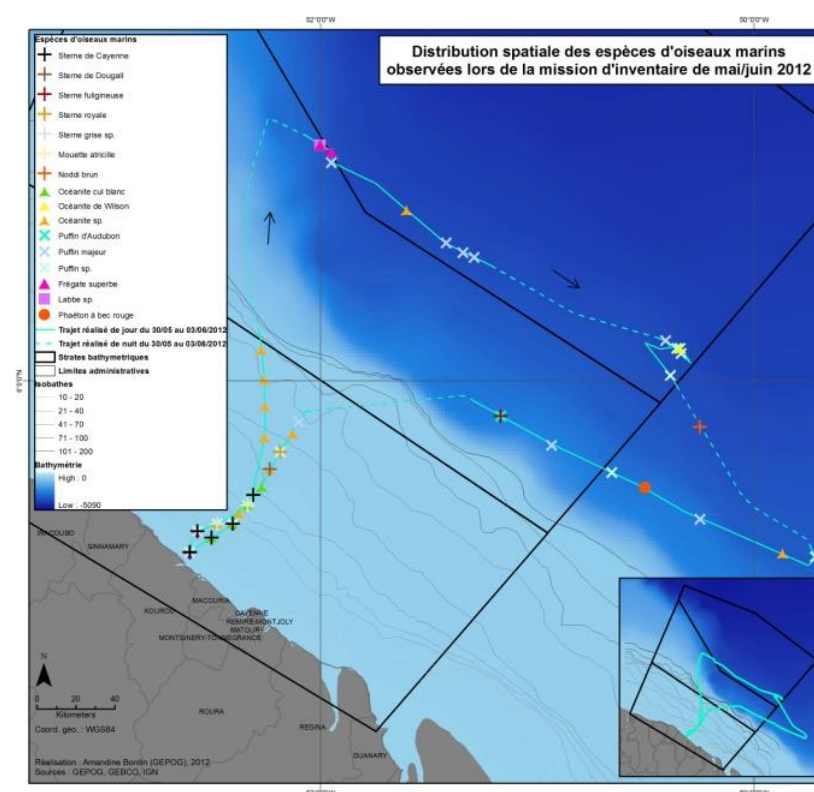 52°0'0"W
50°0'0"W
Distribution spatiale des espèces d'oiseaux marins
observées lors de la mission d'inventaire de mai/juin 2012
Espèces d'oiseaux marins
Sterne de Cayenne
Sterne de Dougall
Sterne fuligineuse
Sterne royale
Sterne grise sp.
Mouette atricille
Noddi brun
Océanite cul blanc
Océanite de Wilson
Océanite sp.
Puffin d'Audubon
Puffin majeur
Puffin sp.
Frégate superbe
Labbe sp.
Phaéton à bec rouge
Trajet réalisé de jour du 30/05 au 03/06/2012
Trajet réalisé de nuit du 30/05 au 03/06/2012
Strates bathymetriques
Limites administratives
Isobathes
10 - 20
21 - 40
41 - 70
71 - 100
101 - 200
Bathymétrie
High : 0
Low : -5090
6°0'0"N
SINNAMARY
MACOURIA
KOUROU
CAYENNE
REMIRE-MONTJOLY
MATOURY
MONTSINERY-TONNEGRANDE
ROURA
REGINA
OUANARY
N
0 20 40
Kilometers
Coord. géo. : WGS84
Réalisation : Amandine Bordin (GEPOG), 2012
Sources : GEPOG, GEBCO, IGN